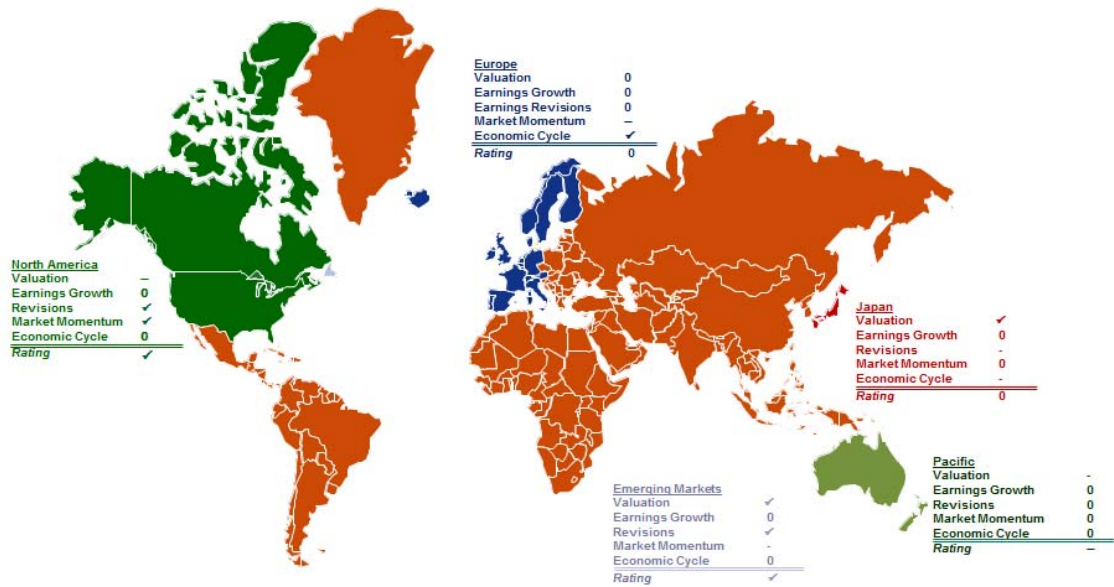 Europe
Valuation 0
Earnings Growth 0
Earnings Revisions 0
Market Momentum –
Economic Cycle ✓
Rating 0
North America
Valuation –
Earnings Growth 0
Revisions ✓
Market Momentum ✓
Economic Cycle 0
Rating ✓
Japan
Valuation ✓
Earnings Growth 0
Revisions -
Market Momentum 0
Economic Cycle -
Rating 0
Emerging Markets
Valuation ✓
Earnings Growth 0
Revisions ✓
Market Momentum -
Economic Cycle 0
Rating ✓
Pacific
Valuation -
Earnings Growth 0
Revisions 0
Market Momentum 0
Economic Cycle 0
Rating –